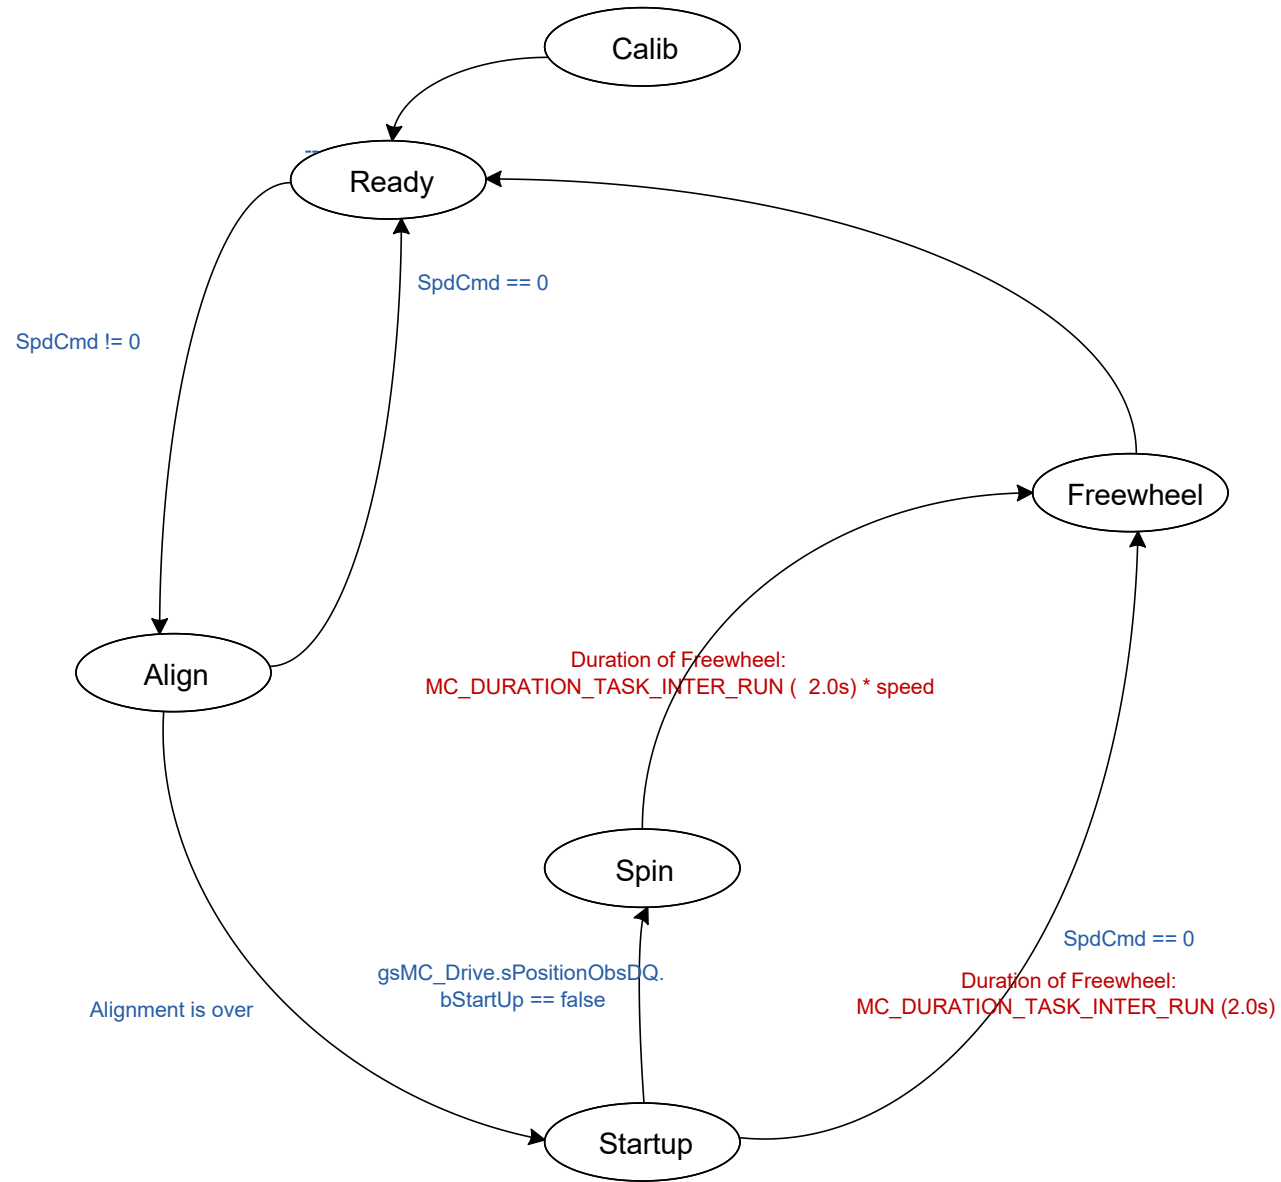 Calib
--
Ready
SpdCmd == 0
SpdCmd != 0
Freewheel
Duration of Freewheel:
MC_DURATION_TASK_INTER_RUN (  2.0s) * speed
Align
Spin
SpdCmd == 0
gsMC_Drive.sPositionObsDQ.
bStartUp == false
Duration of Freewheel:
MC_DURATION_TASK_INTER_RUN (2.0s)
Alignment is over
Startup